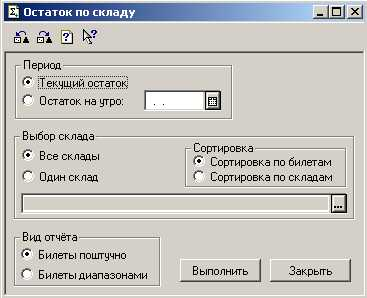 Остаток по складу
Период
Текущий остаток
Остаток на утро: . .
Выбор склада
Все склады
Один склад
Сортировка
Сортировка по билетам
Сортировка по складам
...
Вид отчёта
Билеты поштучно
Билеты диапазонами
Выполнить
Закрыть